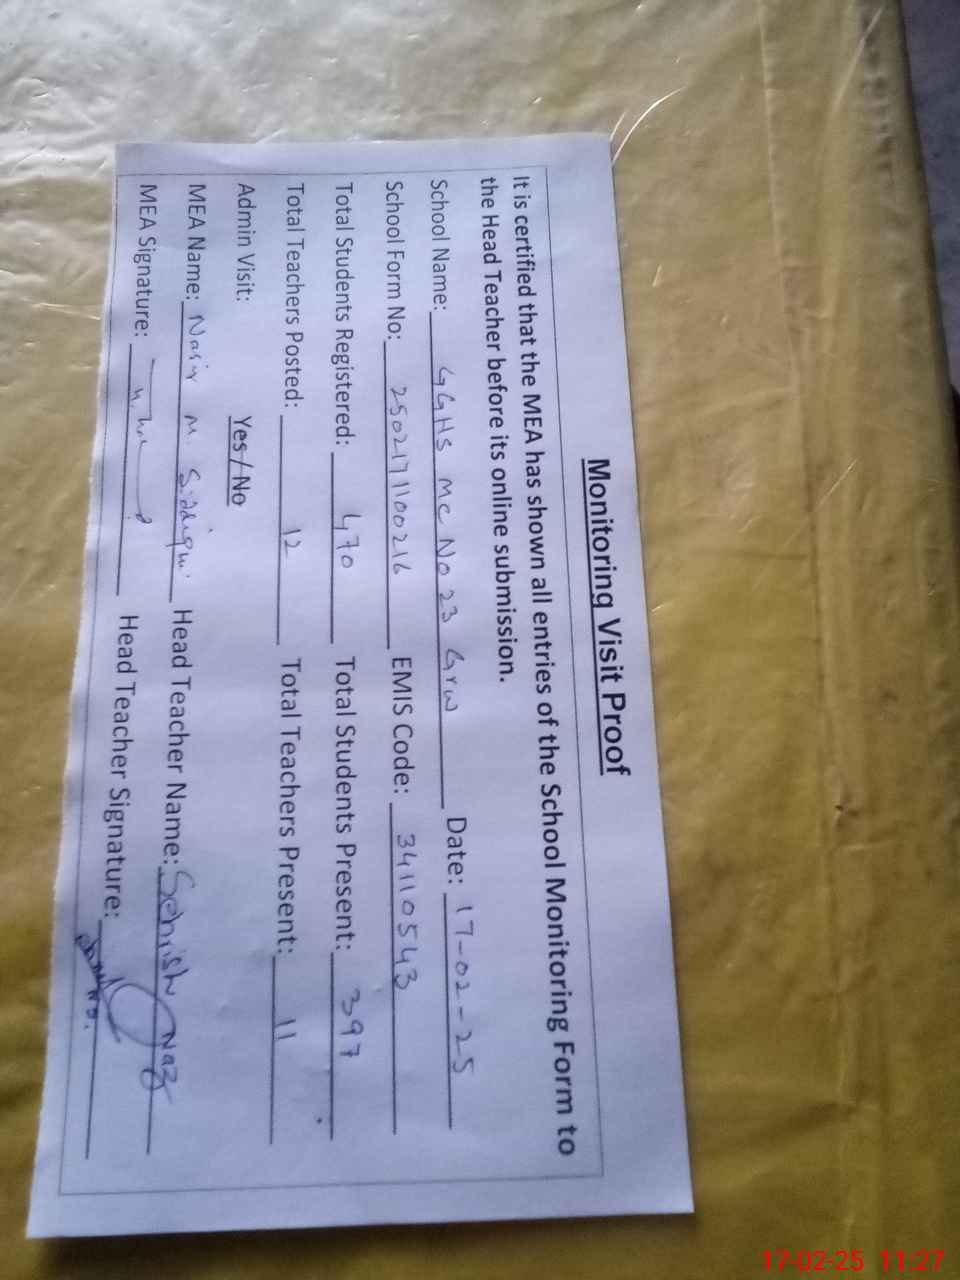 Monitoring Visit Proof
It is certified that the MEA has shown all entries of the School Monitoring Form to
the Head Teacher before its online submission.
School Name: GGHS MC No 23 Grw Date: 17-02-25
School Form No: 2502171100216 EMIS Code: 34110543
Total Students Registered: 470 Total Students Present: 397
Total Teachers Posted: 12 Total Teachers Present: 11
Admin Visit: Yes / No
MEA Name: Nasir M. Siddiqui Head Teacher Name: Sehrish Naz
MEA Signature: Head Teacher Signature:
17-02-25 11:27